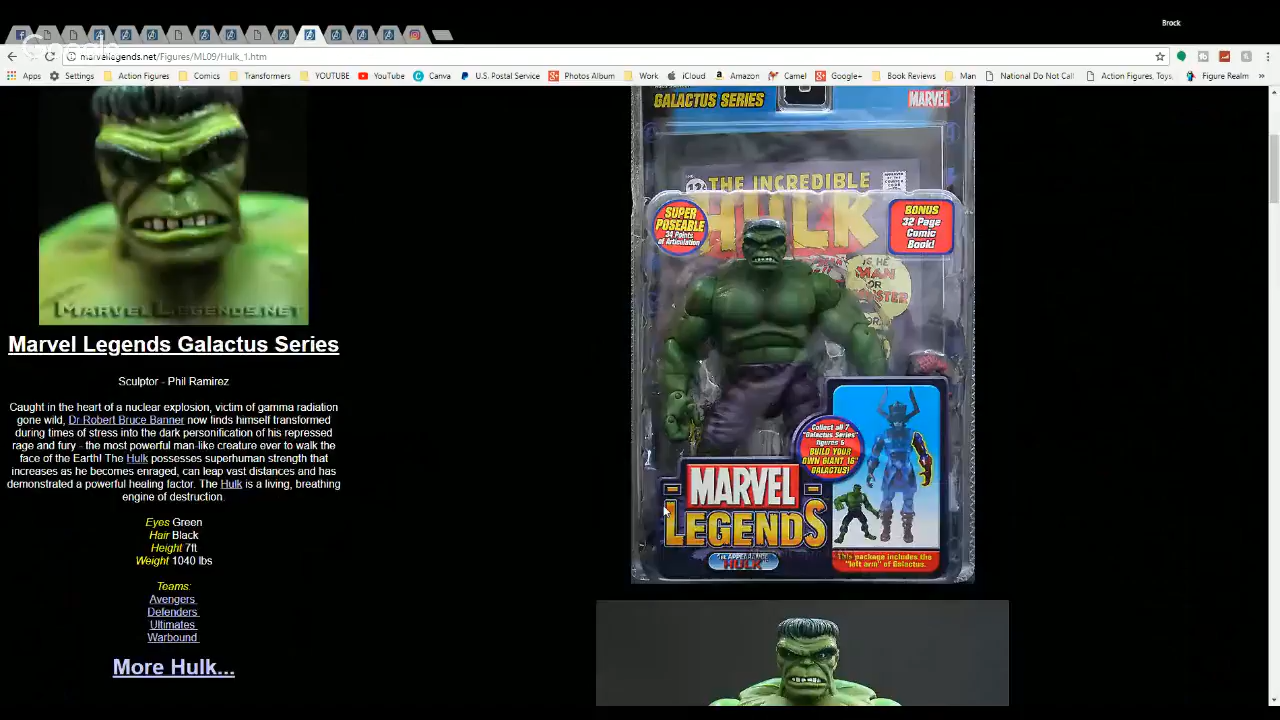 Brock
Google
marvellegends.net/Figures/ML09/Hulk_1.htm
Apps Settings Action Figures Comics Transformers YOUTUBE YouTube Canva U.S. Postal Service Photos Album Work iCloud Amazon Camel Google+ Book Reviews Man National Do Not Call Action Figures, Toys, Figure Realm »
GALACTUS SERIES
MARVEL
THE INCREDIBLE
HULK
SUPER
POSEABLE
34 Points
of Articulation
BONUS
32 Page
Comic
Book!
IS HE
MAN
OR
MONSTER
OR
MARVEL LEGENDS.NET
Marvel Legends Galactus Series
Sculptor - Phil Ramirez
Caught in the heart of a nuclear explosion, victim of gamma radiation
gone wild, Dr Robert Bruce Banner now finds himself transformed
during times of stress into the dark personification of his repressed
rage and fury - the most powerful man-like creature ever to walk the
face of the Earth! The Hulk possesses superhuman strength that
increases as he becomes enraged, can leap vast distances and has
demonstrated a powerful healing factor. The Hulk is a living, breathing
engine of destruction.
Eyes Green
Hair Black
Height 7ft
Weight 1040 lbs
Teams:
Avengers
Defenders
Ultimates
Warbound
More Hulk...
Collect all 7
"Galactus Series"
figures &
BUILD YOUR
OWN GIANT 16"
GALACTUS!
MARVEL
LEGENDS
HULK
This package includes the
"left arm" of Galactus.